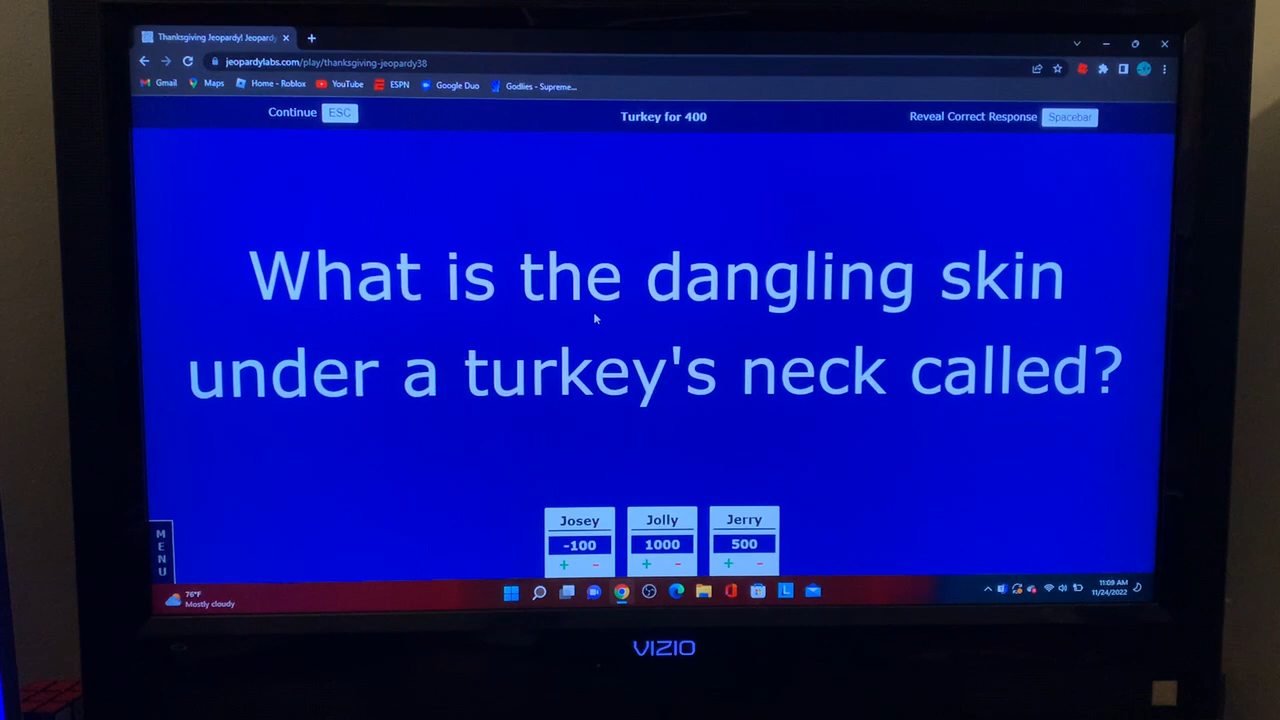 Thanksgiving Jeopardy! Jeopardy
jeopardylabs.com/play/thanksgiving-jeopardy38
Gmail Maps Home - Roblox YouTube ESPN Google Duo Godlies - Supreme...
Continue ESC Turkey for 400 Reveal Correct Response Spacebar
What is the dangling skin
under a turkey's neck called?
MENU
Josey Jolly Jerry
-100 1000 500
+ - + - + -
76°F
Mostly cloudy
11:09 AM
11/24/2022
VIZIO